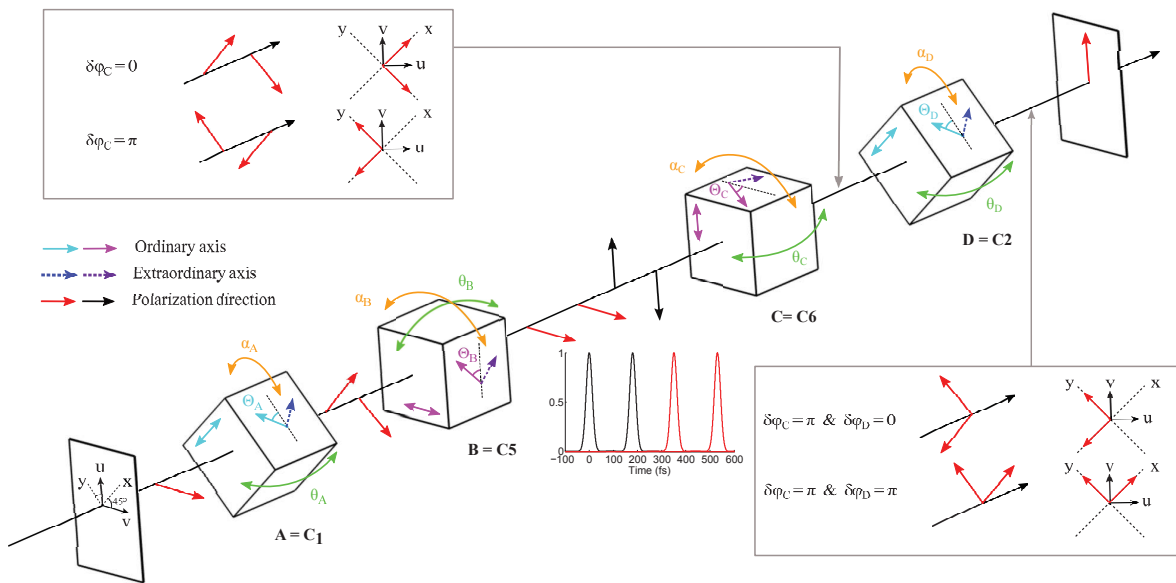 δφC = 0
δφC = π
y v x
u
y v x
u
Ordinary axis
Extraordinary axis
Polarization direction
u
y x
45°
v
αA
ΘA
θA
A = C1
αB
θB
ΘB
B = C5
1
0.5
0
−100 0 100 200 300 400 500 600
Time (fs)
αC
ΘC
θC
C= C6
αD
ΘD
θD
D = C2
δφC = π & δφD = 0
δφC = π & δφD = π
y v x
u
y v x
u